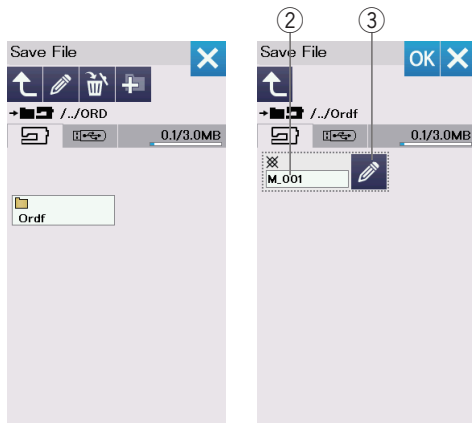 ② ③
Save File
→ /../ORD
0.1/3.0MB
Ordf
Save File OK
→ /../Ordf
0.1/3.0MB
M_001